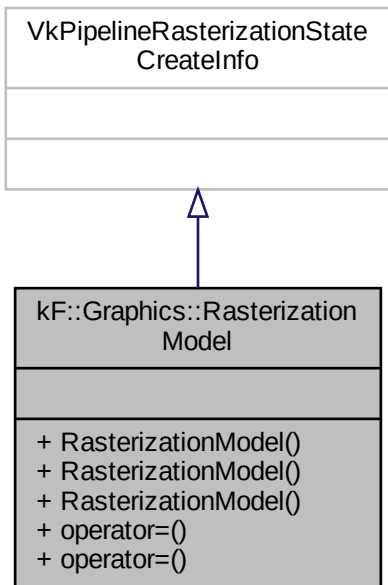 VkPipelineRasterizationState
CreateInfo
kF::Graphics::Rasterization
Model
+ RasterizationModel()
+ RasterizationModel()
+ RasterizationModel()
+ operator=()
+ operator=()